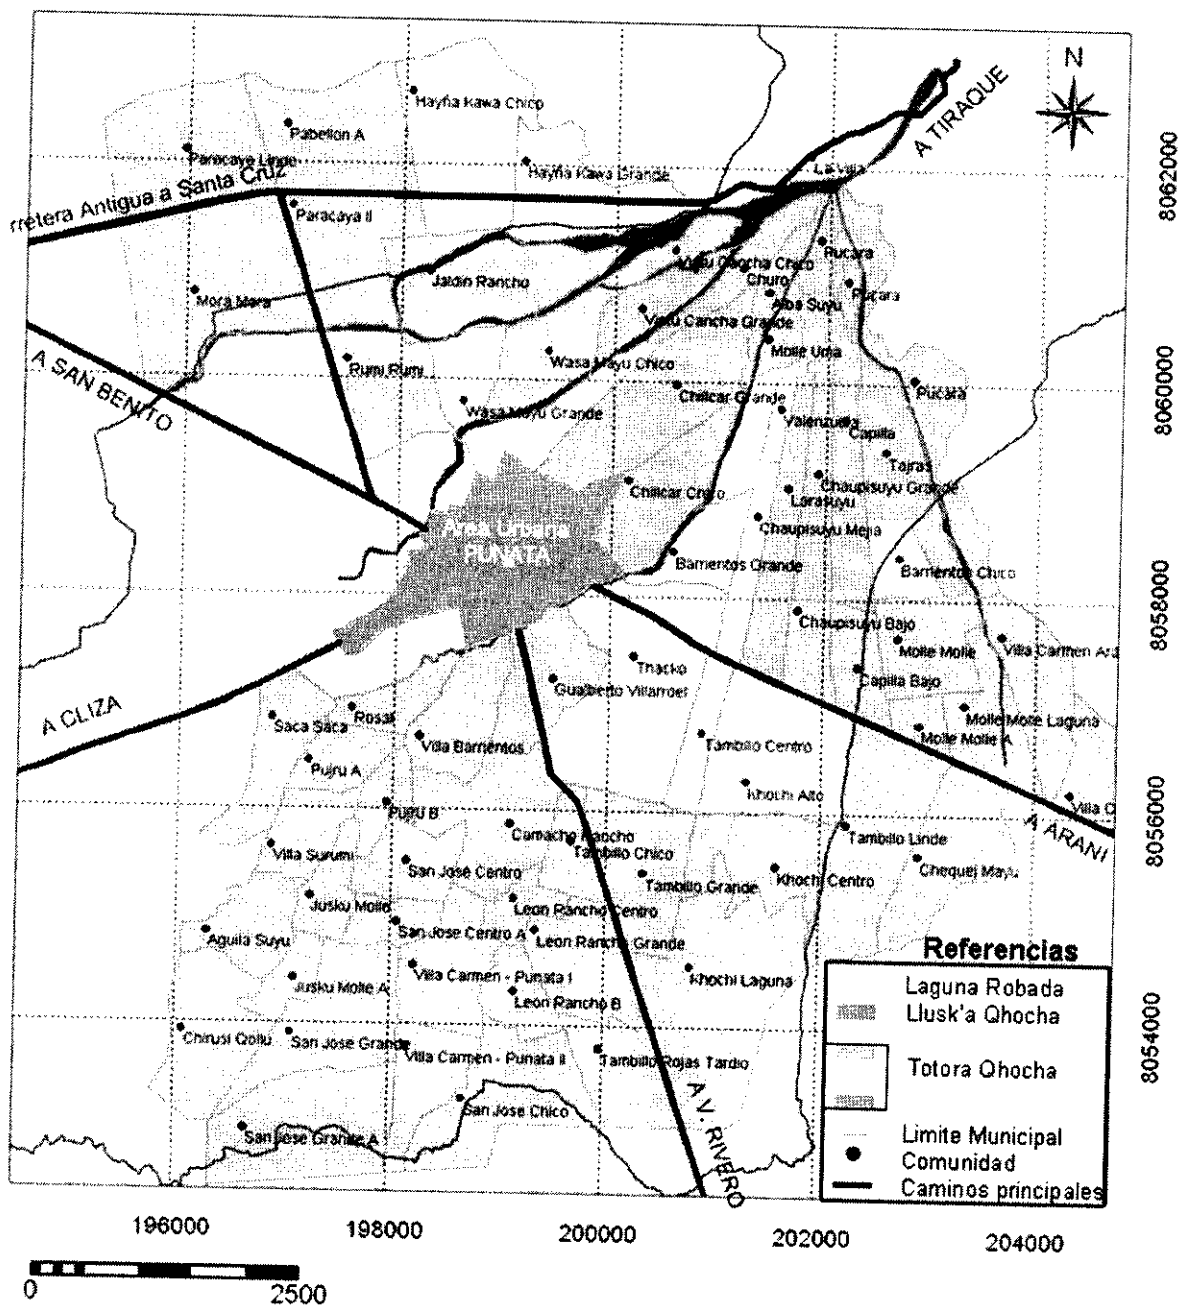 N
A TIRAQUE
Hayña Kawa Chico
Pabellon A
Paracaye Linde
Hayña Kawa Grande
La Villa
rretera Antigua a Santa Cruz
Paracaya II
Pucara
Jaldin Rancho
Churo
Pucara
Mora Mora
Alba Suyu
Molle Uma
Wasa Mayu Chico
A SAN BENITO
Rumi Rumi
Chillcar Grande
Pucara
Wasa Mayu Grande
Valenzuela
Capilla
Tajras
Chillcar Chico
Chaupisuyu Grande
Larasuyu
Area Urbana
PUNATA
Chaupisuyu Mejia
Barrientos Grande
Barrientos Chico
Chaupisuyu Bajo
Molle Molle
Villa Carmen Ara
Thacko
Gualberto Villarroel
Capilla Bajo
A CLIZA
Saca Saca
Rosal
Villa Barrientos
Molle Molle Laguna
Molle Molle A
Tambillo Centro
Pujru A
Khochi Alto
Pujru B
Villa O
A ARANI
Camacho Rancho
Tambillo Chico
Tambillo Linde
Villa Surumi
San José Centro
Tambillo Grande
Khochi Centro
Chequej Mayu
Jusku Molle
Leon Rancho Centro
San Jose Centro A
Leon Rancho Grande
Aguila Suyu
Villa Carmen - Punata I
Khochi Laguna
Jusku Molle A
Leon Rancho B
Chirusi Qollu
San Jose Grande
Villa Carmen - Punata II
Tambillo Rojas Tardio
San Jose Chico
San Jose Grande A
A V. RIVERO
Referencias
Laguna Robada
Llusk'a Qhocha
Totora Qhocha
Limite Municipal
Comunidad
Caminos principales
8062000
8060000
8058000
8056000
8054000
196000
198000
200000
202000
204000
0
2500